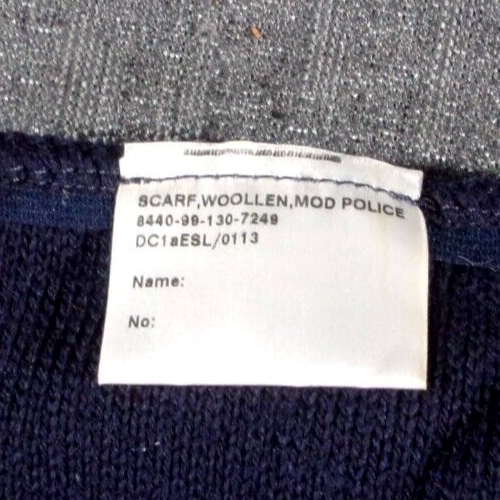 SCARF,WOOLLEN,MOD POLICE
8440-99-130-7249
DC1aESL/0113
Name:
No: